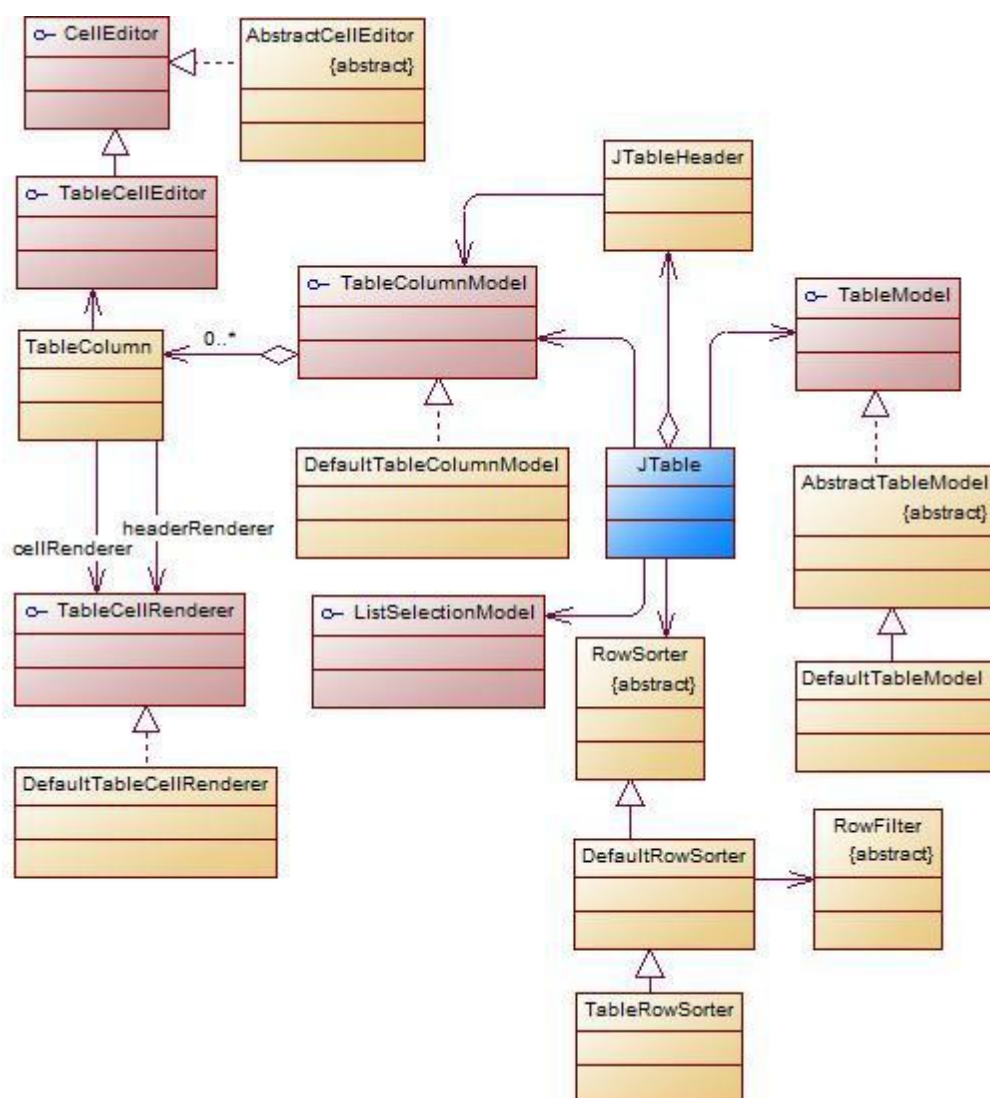 CellEditor
AbstractCellEditor
{abstract}
JTableHeader
TableCellEditor
TableColumnModel
TableModel
TableColumn
0..*
DefaultTableColumnModel
JTable
AbstractTableModel
{abstract}
headerRenderer
cellRenderer
TableCellRenderer
ListSelectionModel
RowSorter
{abstract}
DefaultTableModel
DefaultTableCellRenderer
RowFilter
{abstract}
DefaultRowSorter
TableRowSorter